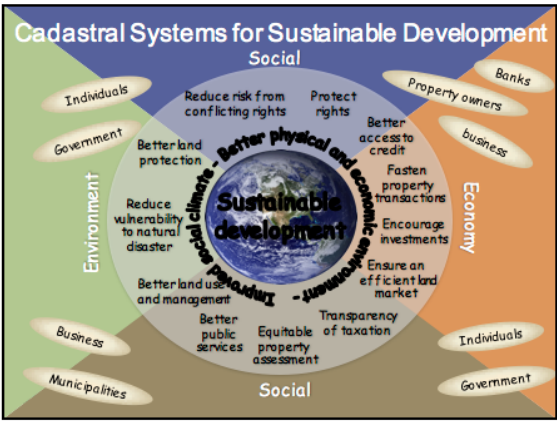 Cadastral Systems for Sustainable Development
Social
Individuals
Government
Banks
Property owners
business
Reduce risk from
conflicting rights
Protect
rights
Better
access to
credit
Better land
protection
Fasten
property
transactions
Reduce
vulnerability
to natural
disaster
Encourage
investments
Better land use
and management
Ensure an
efficient land
market
Better
public
services
Equitable
property
assessment
Transparency
of taxation
Improved social climate - Better physical and economic environment -
Sustainable
development
Environment
Economy
Business
Municipalities
Individuals
Government
Social